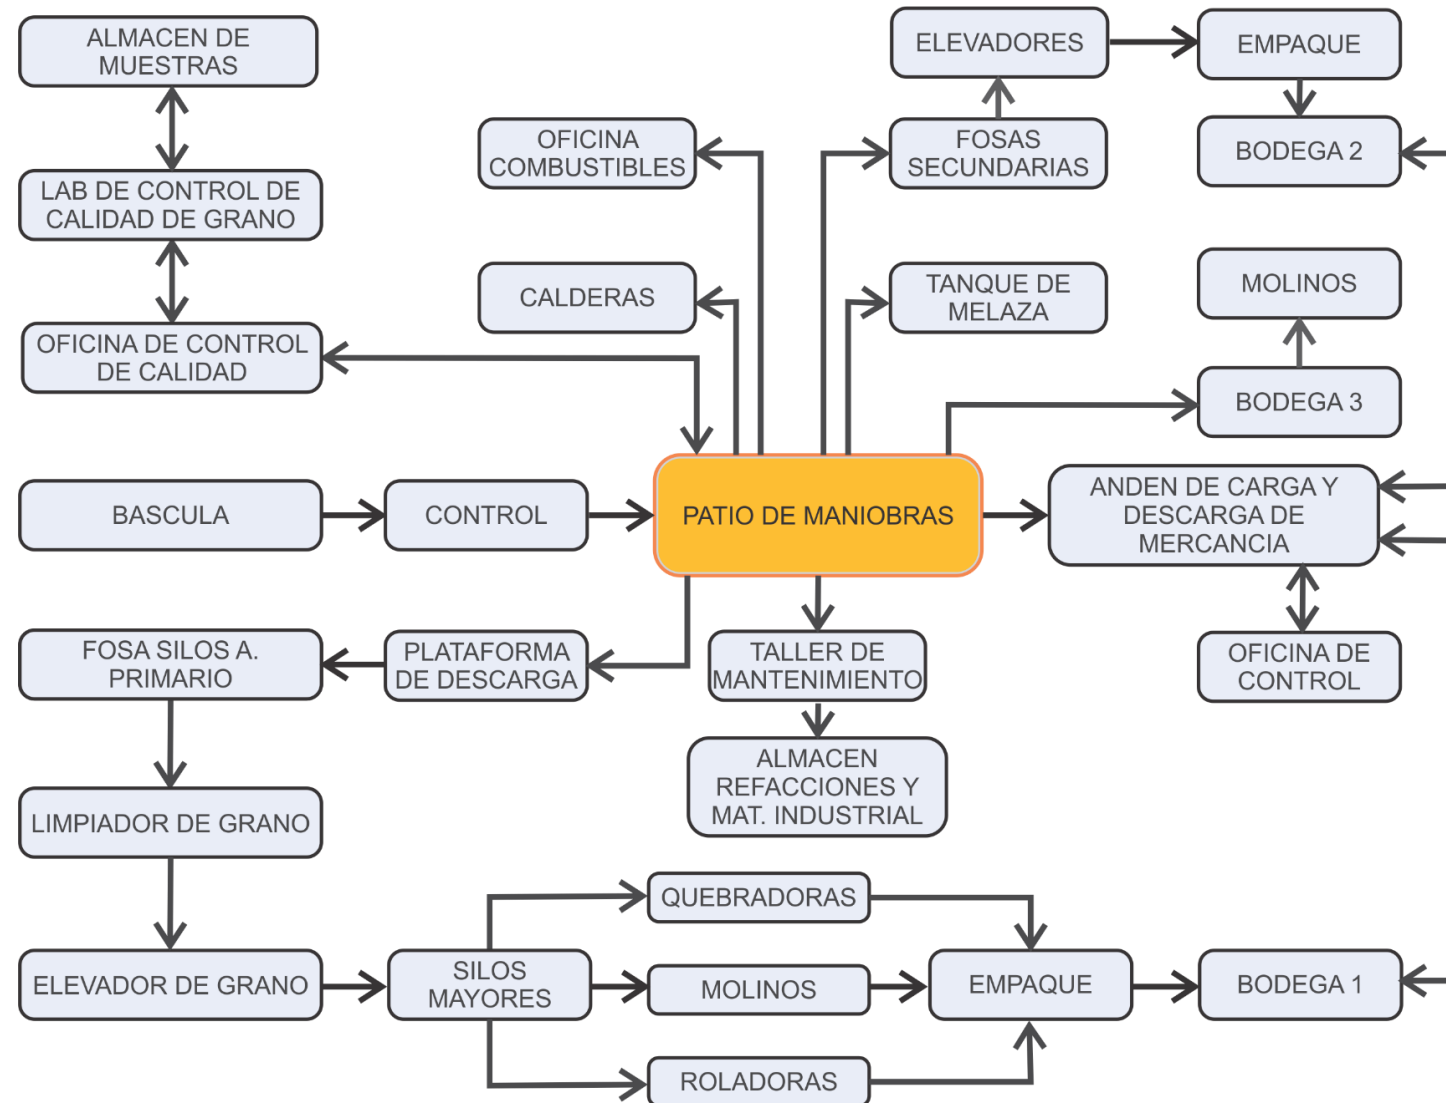 ALMACEN DE
MUESTRAS
ELEVADORES
EMPAQUE
OFICINA
COMBUSTIBLES
FOSAS
SECUNDARIAS
BODEGA 2
LAB DE CONTROL DE
CALIDAD DE GRANO
CALDERAS
TANQUE DE
MELAZA
MOLINOS
OFICINA DE CONTROL
DE CALIDAD
BODEGA 3
BASCULA
CONTROL
PATIO DE MANIOBRAS
ANDEN DE CARGA Y
DESCARGA DE
MERCANCIA
FOSA SILOS A.
PRIMARIO
PLATAFORMA
DE DESCARGA
TALLER DE
MANTENIMIENTO
OFICINA DE
CONTROL
ALMACEN
REFACCIONES Y
MAT. INDUSTRIAL
LIMPIADOR DE GRANO
QUEBRADORAS
ELEVADOR DE GRANO
SILOS
MAYORES
MOLINOS
EMPAQUE
BODEGA 1
ROLADORAS